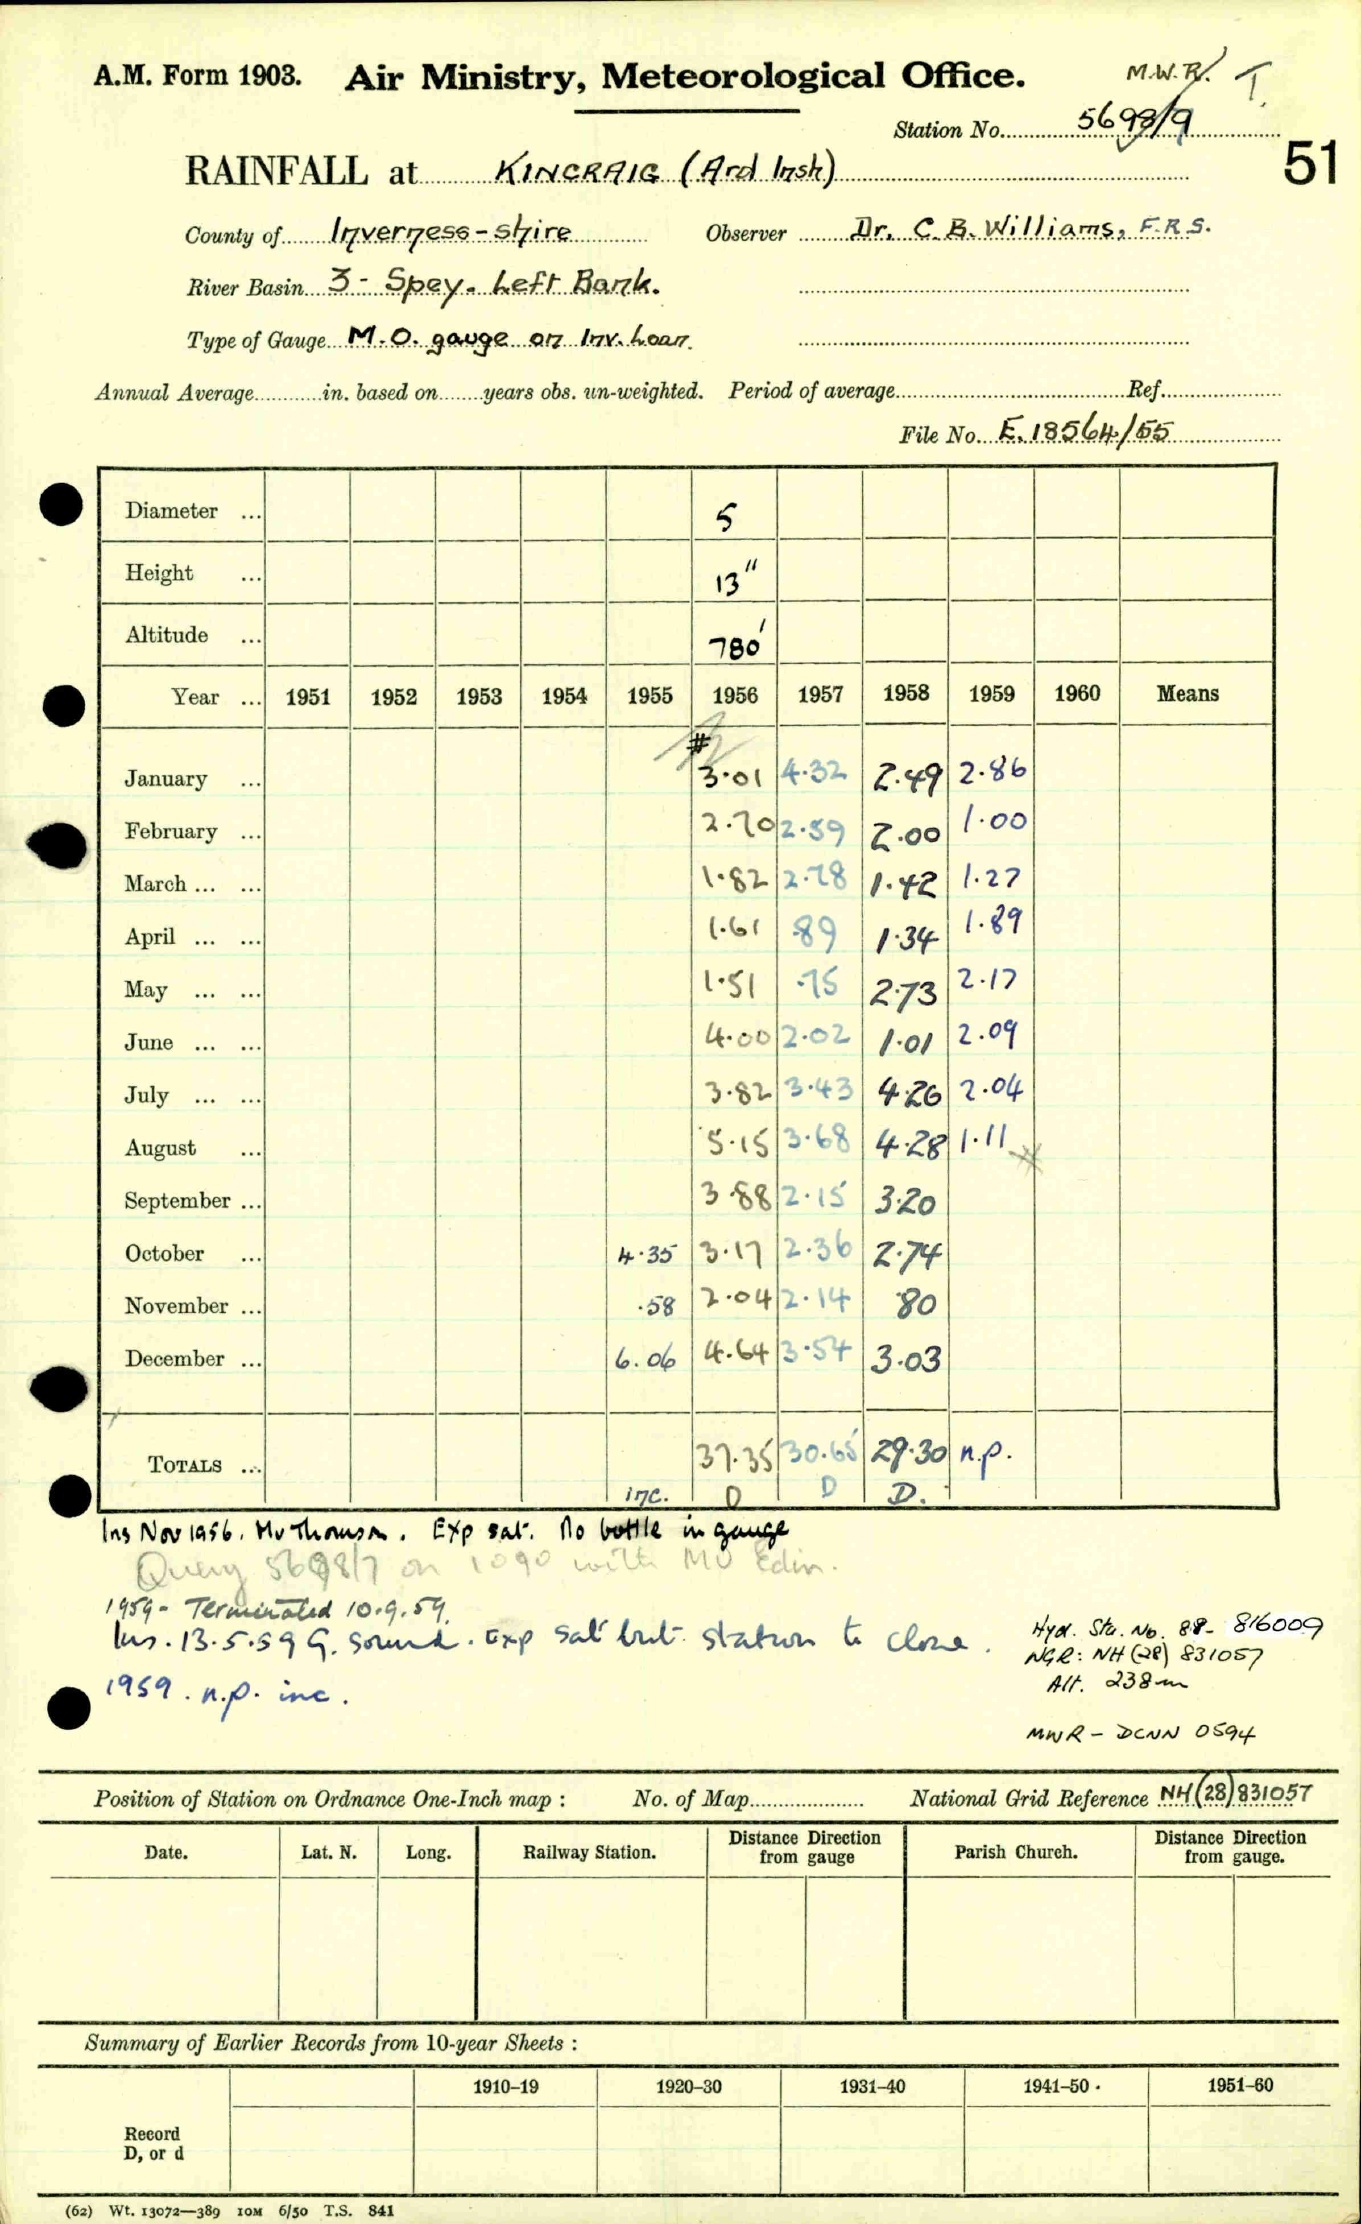 A.M. Form 1903. Air Ministry, Meteorological Office. M.W.R. T.
Station No. 5698/9
51
RAINFALL at KINCRAIG (Ard Insh)
County of Inverness-shire Observer Dr. C. B. Williams, F.R.S.
River Basin 3 - Spey. Left Bank.
Type of Gauge M.O. gauge on Inv. Loan.
Annual Average in. based on years obs. un-weighted. Period of average Ref.
File No. E.18564/55
Diameter ... 5
Height ... 13"
Altitude ... 780'
Year ... 1951 1952 1953 1954 1955 1956 1957 1958 1959 1960 Means
#
January ... 3.01 4.32 2.49 2.86
February ... 2.70 2.59 2.00 1.00
March ... ... 1.82 2.78 1.42 1.27
April ... ... 1.61 .89 1.34 1.89
May ... ... 1.51 .75 2.73 2.17
June ... ... 4.00 2.02 1.01 2.09
July ... ... 3.82 3.43 4.26 2.04
August ... 5.15 3.68 4.28 1.11 #
September ... 3.88 2.15 3.20
October ... 4.35 3.17 2.36 2.74
November ... .58 2.04 2.14 .80
December ... 6.06 4.64 3.54 3.03
TOTALS ... 37.35 30.65 29.30 n.p.
inc. D D D.
Ins Nov 1956. Mr Thomson. Exp sat. No bottle in gauge
Query 5698/7 on 1090 with MO Edin.
1959 - Terminated 10.9.59.
Ins. 13.5.59 G. sound. Exp sat but station to close.
1959. n.p. inc.
Hyd. Sta. No. 88- 816009
NGR: NH (28) 831057
Alt. 238m
MWR - DCNN 0594
Position of Station on Ordnance One-Inch map : No. of Map National Grid Reference NH(28)831057
Date. Lat. N. Long. Railway Station. Distance Direction from gauge Parish Church. Distance Direction from gauge.
Summary of Earlier Records from 10-year Sheets :
1910–19 1920–30 1931–40 1941–50 1951–60
Record
D, or d
(62) Wt. 13072—389 10M 6/50 T.S. 841